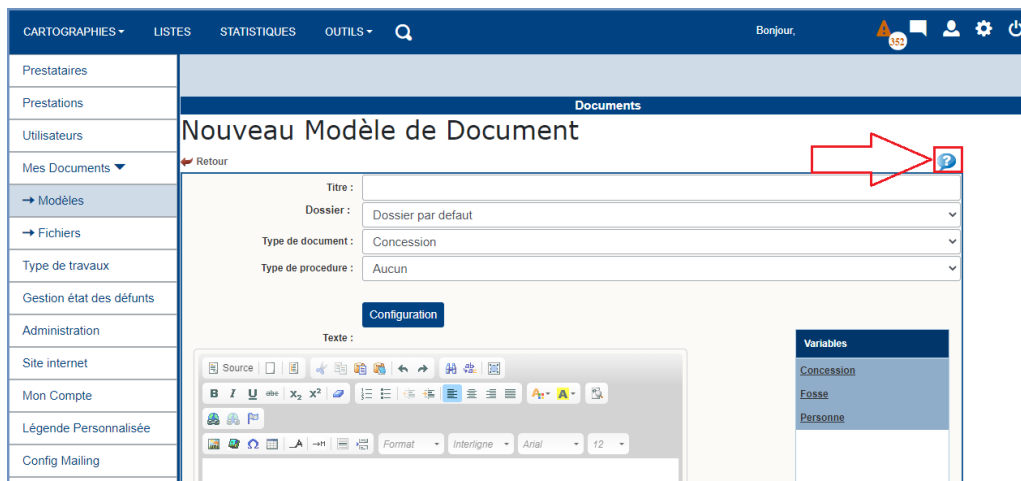 CARTOGRAPHIES LISTES STATISTIQUES OUTILS Bonjour, 352
Prestataires
Prestations
Utilisateurs
Mes Documents
Modèles
Fichiers
Type de travaux
Gestion état des défunts
Administration
Site internet
Mon Compte
Légende Personnalisée
Config Mailing
Documents
Nouveau Modèle de Document
Retour
?
Titre :
Dossier : Dossier par defaut
Type de document : Concession
Type de procedure : Aucun
Configuration
Texte :
Source
B I U abc x₂ x² A A
A H Format Interligne Arial 12
Variables
Concession
Fosse
Personne